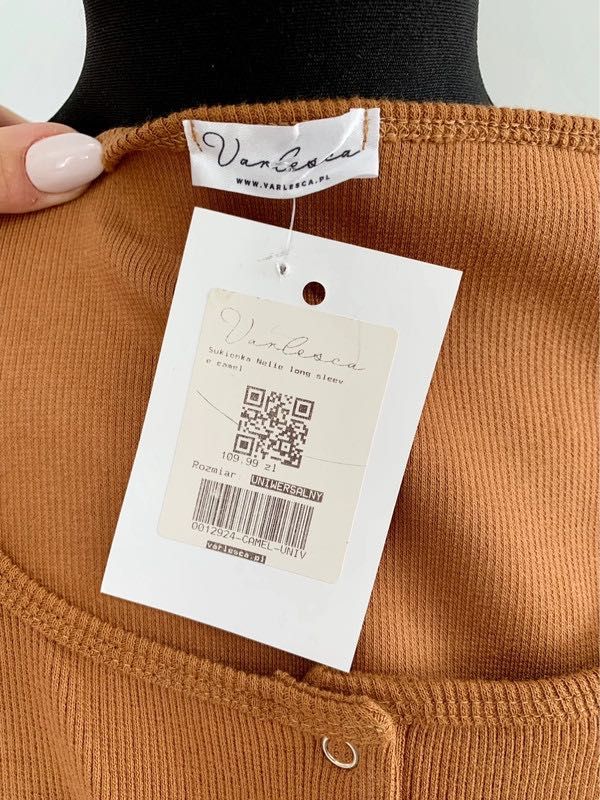 Varlesca
WWW.VARLESCA.PL
Varlesca
Sukienka Nelie long sleev
e camel
109.99 zł
Rozmiar: UNIWERSALNY
0012924-CAMEL-UNIV
varlesca.pl